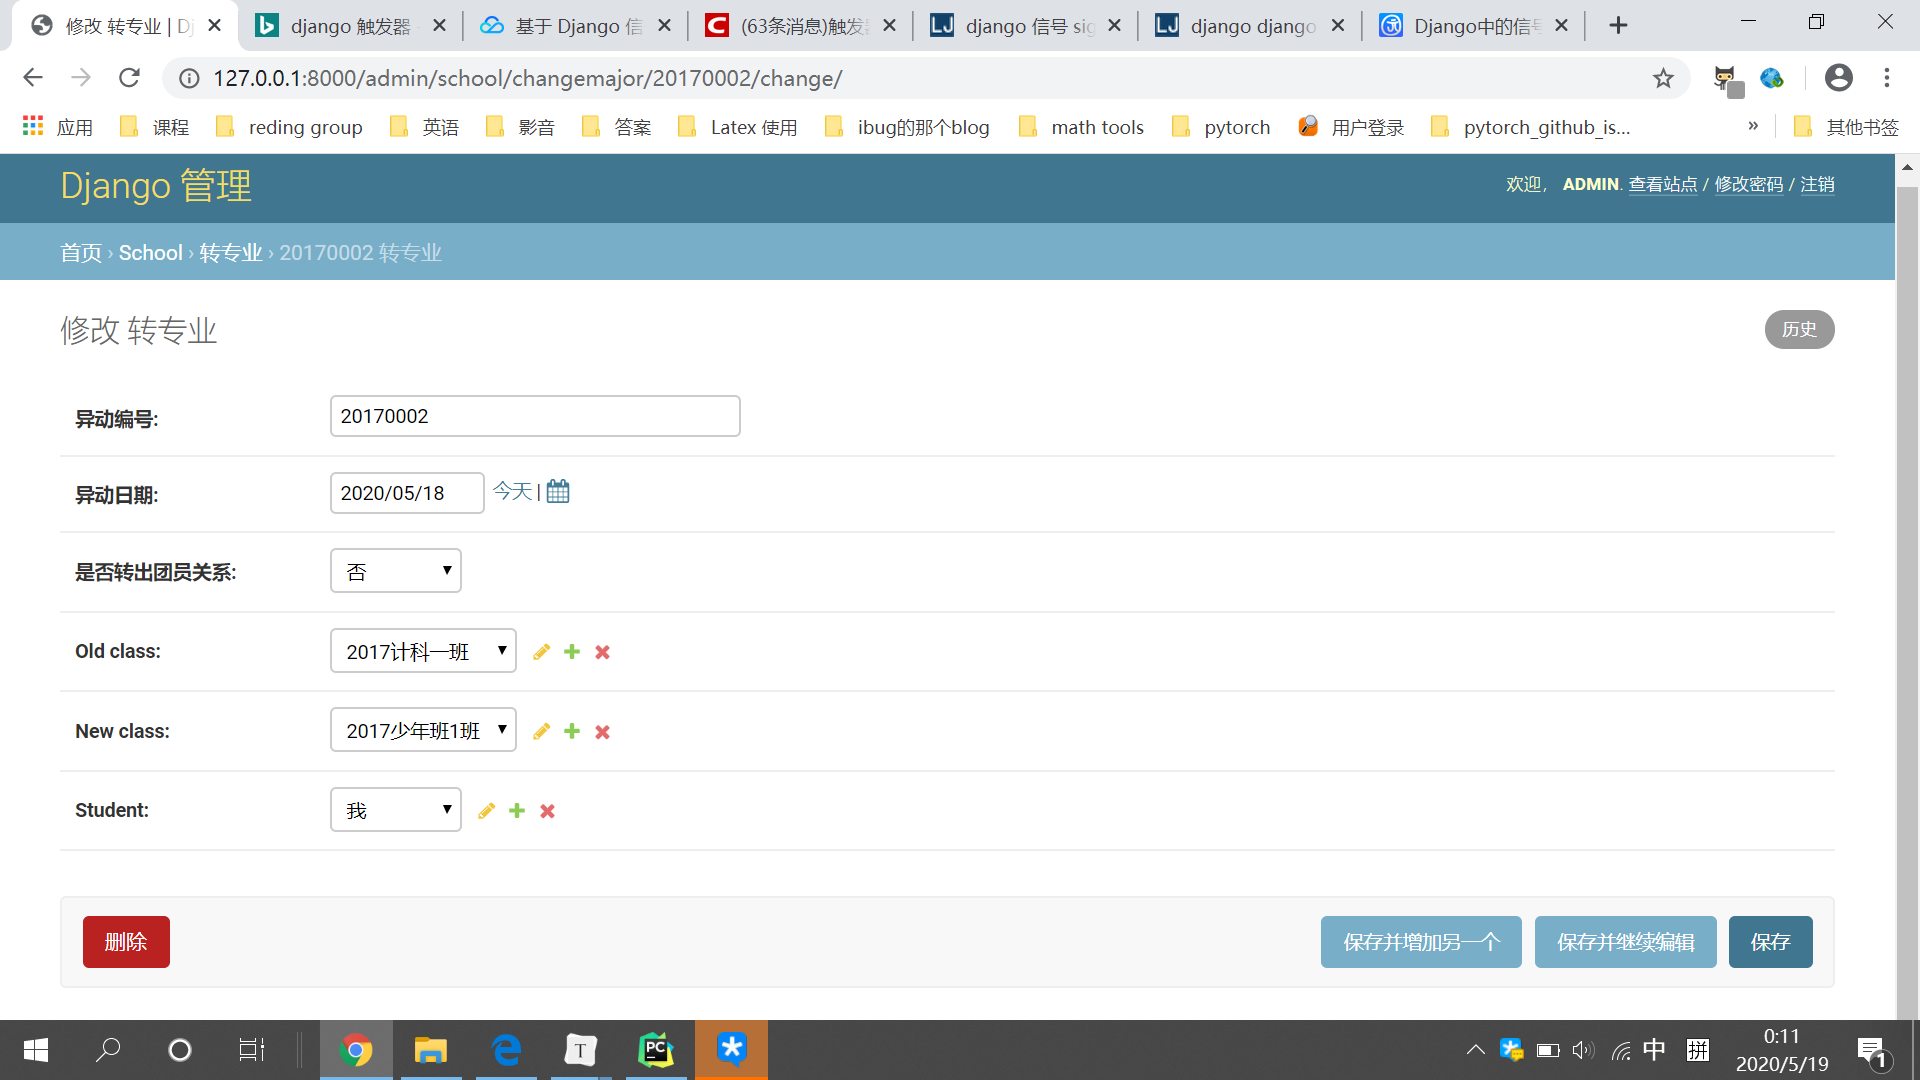 修改 转专业 | Dj
django 触发器
基于 Django 信
(63条消息)触发器
django 信号 sig
django django
Django中的信号
127.0.0.1:8000/admin/school/changemajor/20170002/change/
应用 课程 reding group 英语 影音 答案 Latex 使用 ibug的那个blog math tools pytorch 用户登录 pytorch_github_is... » 其他书签
Django 管理
欢迎, ADMIN. 查看站点 / 修改密码 / 注销
首页 › School › 转专业 › 20170002 转专业
修改 转专业
历史
异动编号: 20170002
异动日期: 2020/05/18 今天 |
是否转出团员关系: 否
Old class: 2017计科一班
New class: 2017少年班1班
Student: 我
删除 保存并增加另一个 保存并继续编辑 保存
T PC 中 拼 0:11
2020/5/19 1